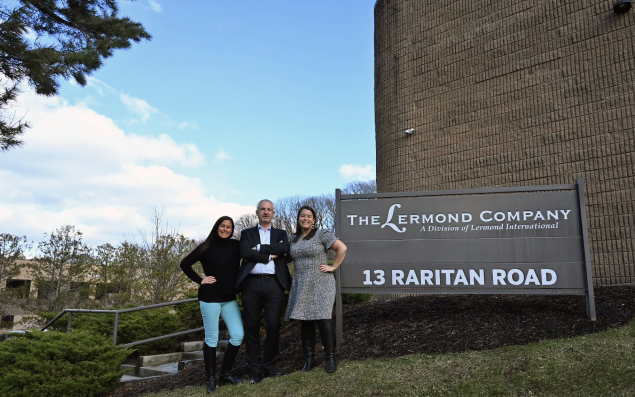 THE LERMOND COMPANY
A Division of Lermond International
13 RARITAN ROAD